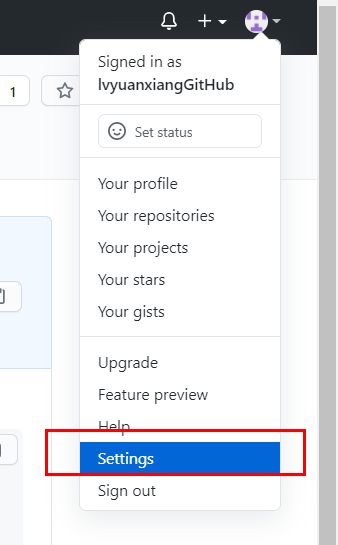 Signed in as
lvyuanxiangGitHub
1
Set status
Your profile
Your repositories
Your projects
Your stars
Your gists
Upgrade
Feature preview
Help
Settings
Sign out